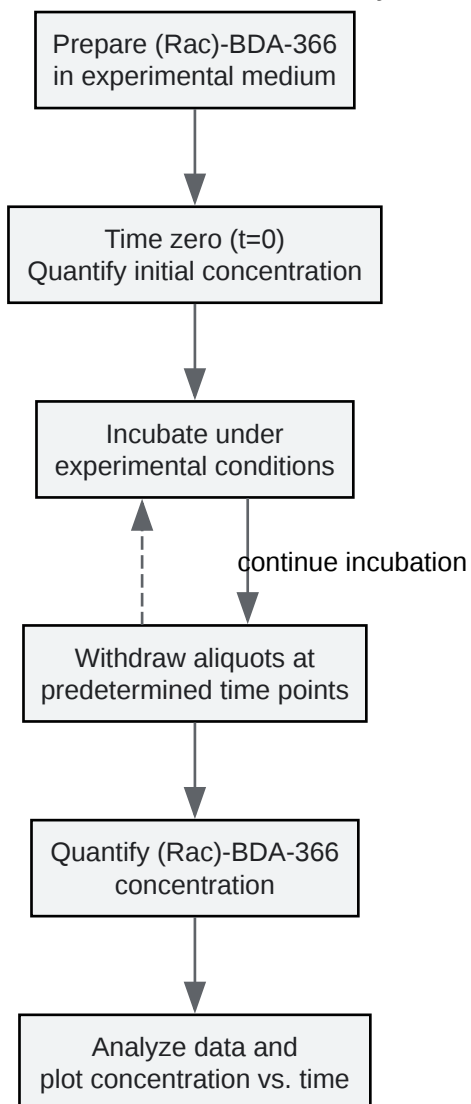 Prepare (Rac)-BDA-366
in experimental medium
Time zero (t=0)
Quantify initial concentration
Incubate under
experimental conditions
continue incubation
Withdraw aliquots at
predetermined time points
Quantify (Rac)-BDA-366
concentration
Analyze data and
plot concentration vs. time